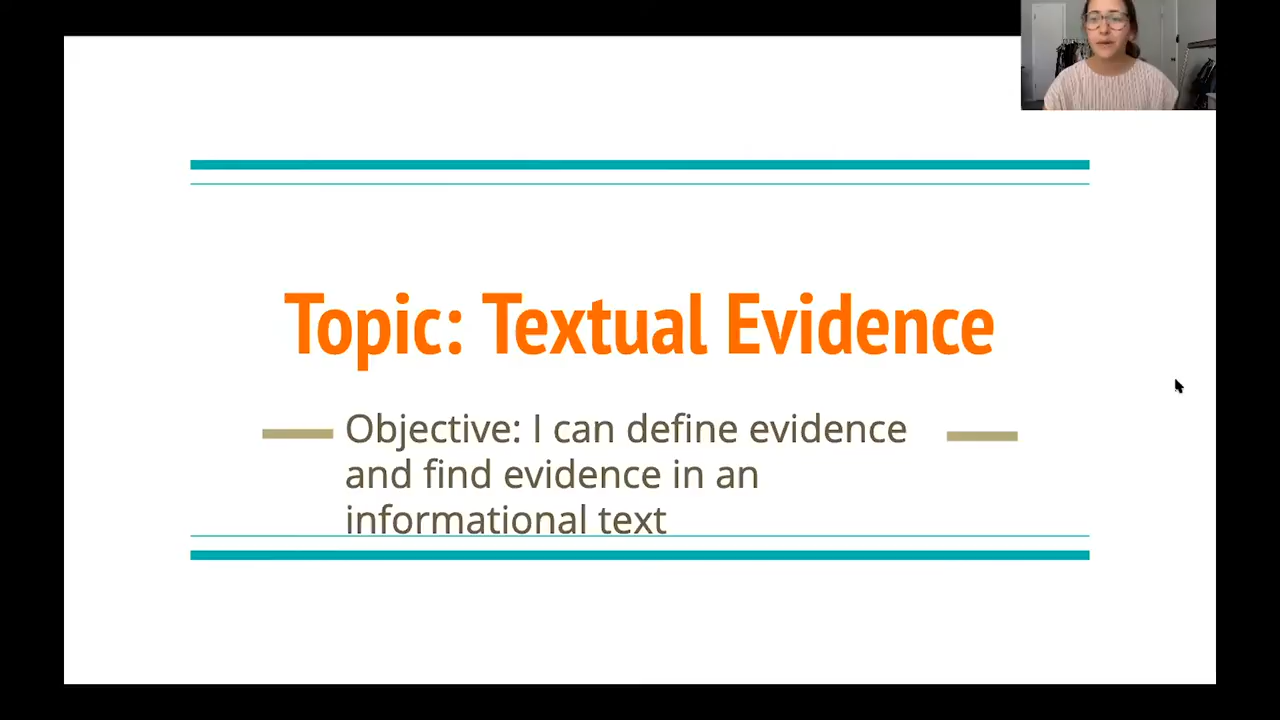 Topic: Textual Evidence
Objective: I can define evidence
and find evidence in an
informational text